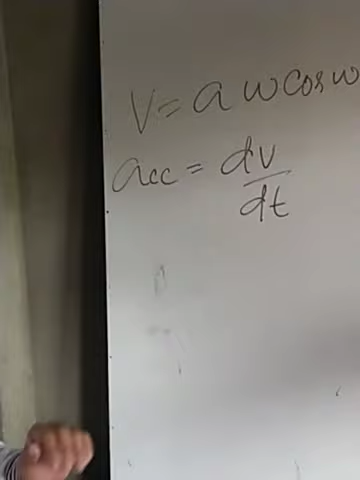 V = a ω cos ω
acc = dv
dt